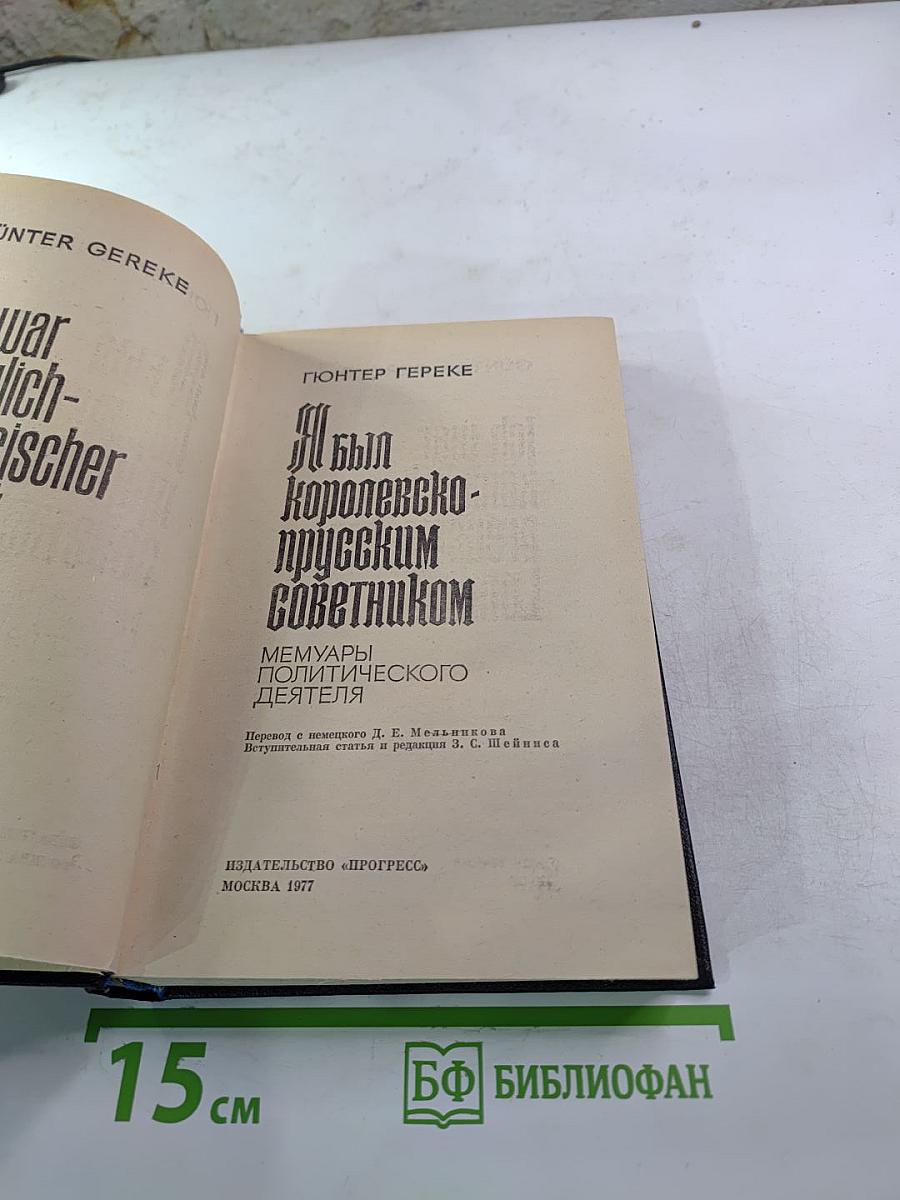 ÜNTER GEREKE
war
lich-
ischer
ГЮНТЕР ГЕРЕКЕ
Я был
королевско-
прусским
советником
МЕМУАРЫ
ПОЛИТИЧЕСКОГО
ДЕЯТЕЛЯ
Перевод с немецкого Д. Е. Мельникова
Вступительная статья и редакция З. С. Шейниса
ИЗДАТЕЛЬСТВО «ПРОГРЕСС»
МОСКВА 1977
15 см
БФ БИБЛИОФАН